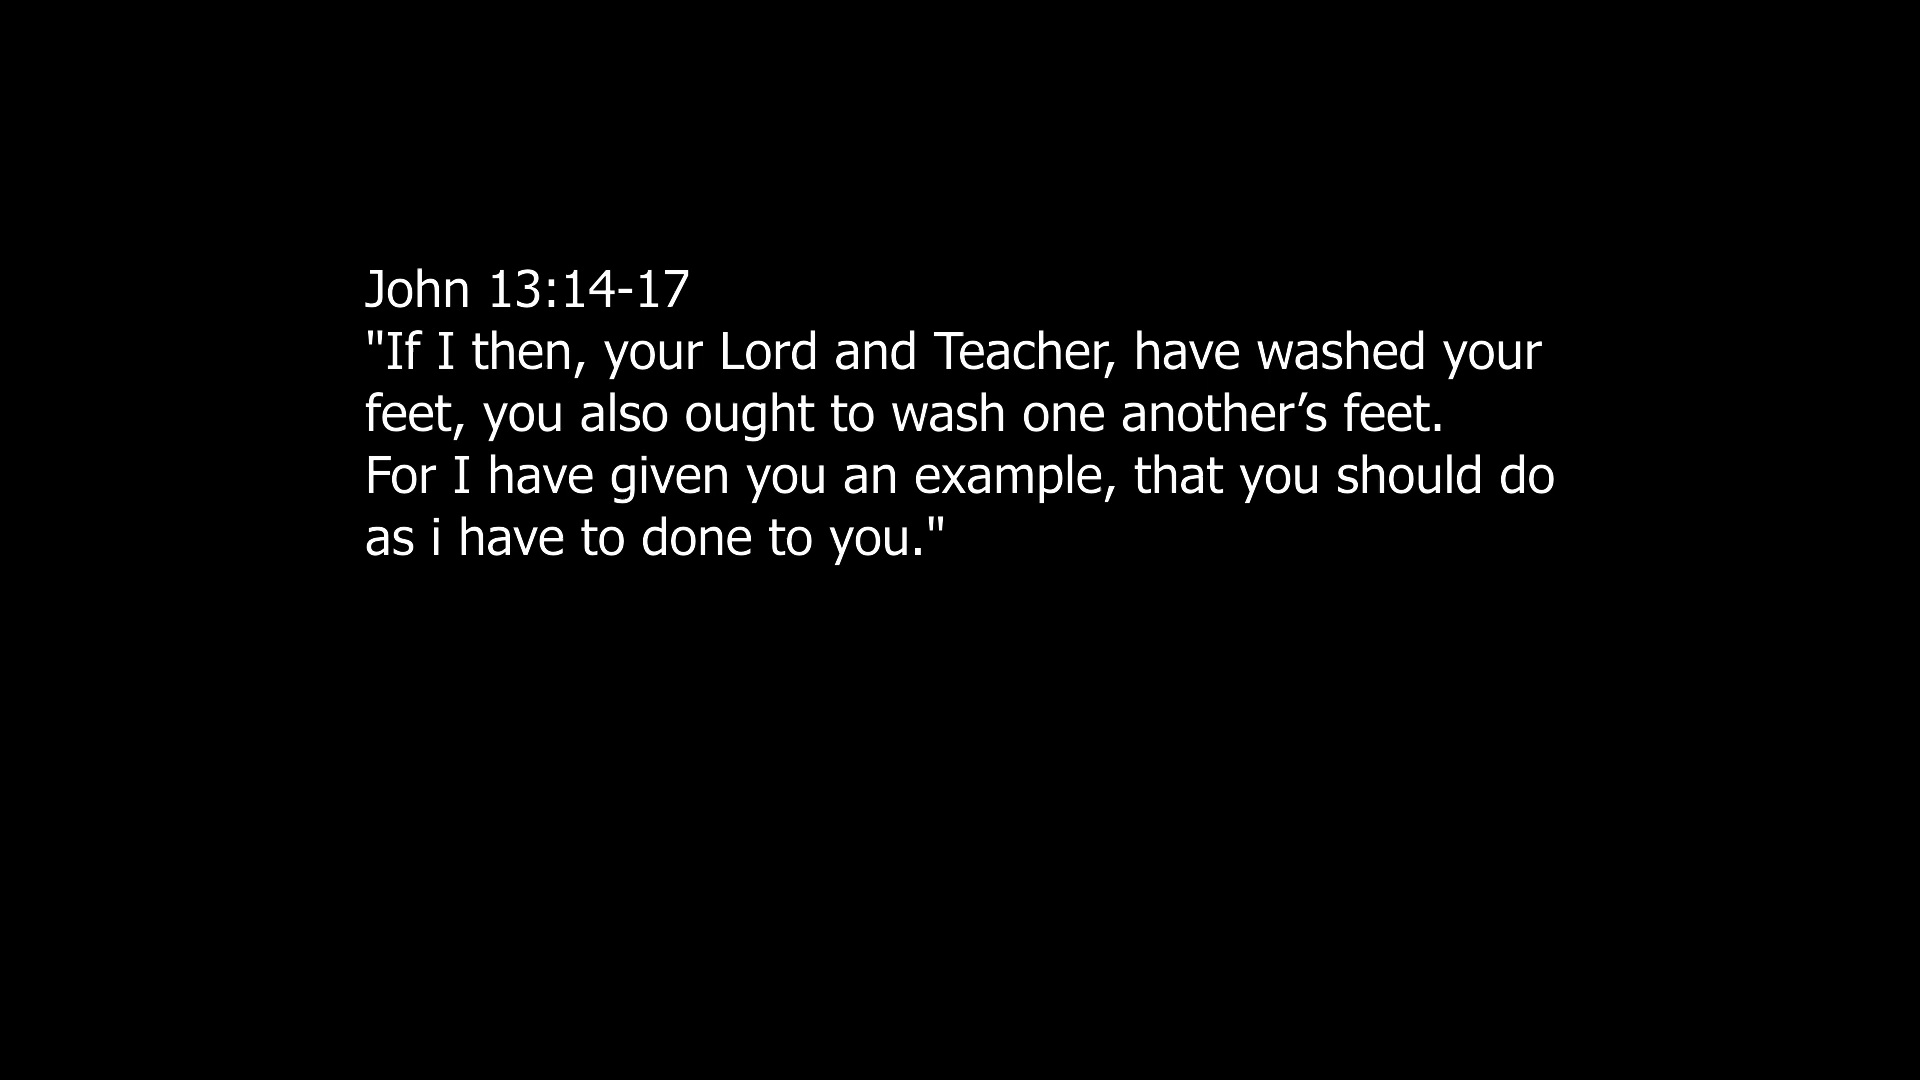 John 13:14-17
"If I then, your Lord and Teacher, have washed your
feet, you also ought to wash one another’s feet.
For I have given you an example, that you should do
as i have to done to you."